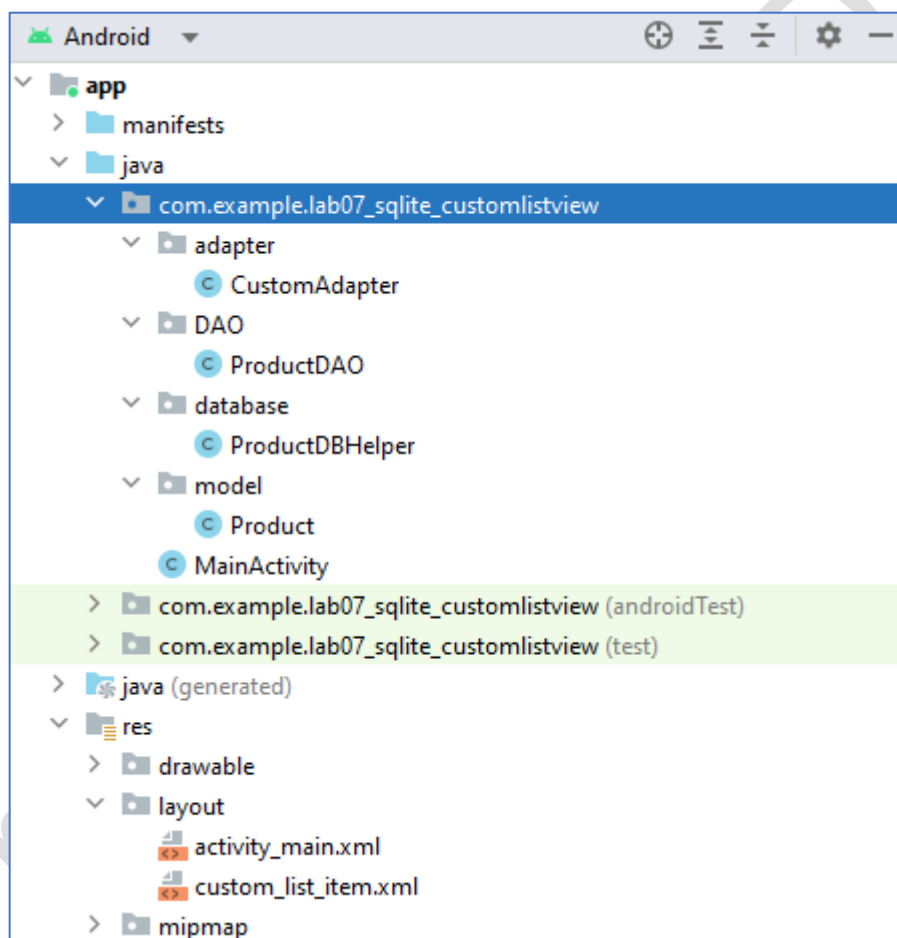 Android
app
manifests
java
com.example.lab07_sqlite_customlistview
adapter
C CustomAdapter
DAO
C ProductDAO
database
C ProductDBHelper
model
C Product
C MainActivity
com.example.lab07_sqlite_customlistview (androidTest)
com.example.lab07_sqlite_customlistview (test)
java (generated)
res
drawable
layout
activity_main.xml
custom_list_item.xml
mipmap